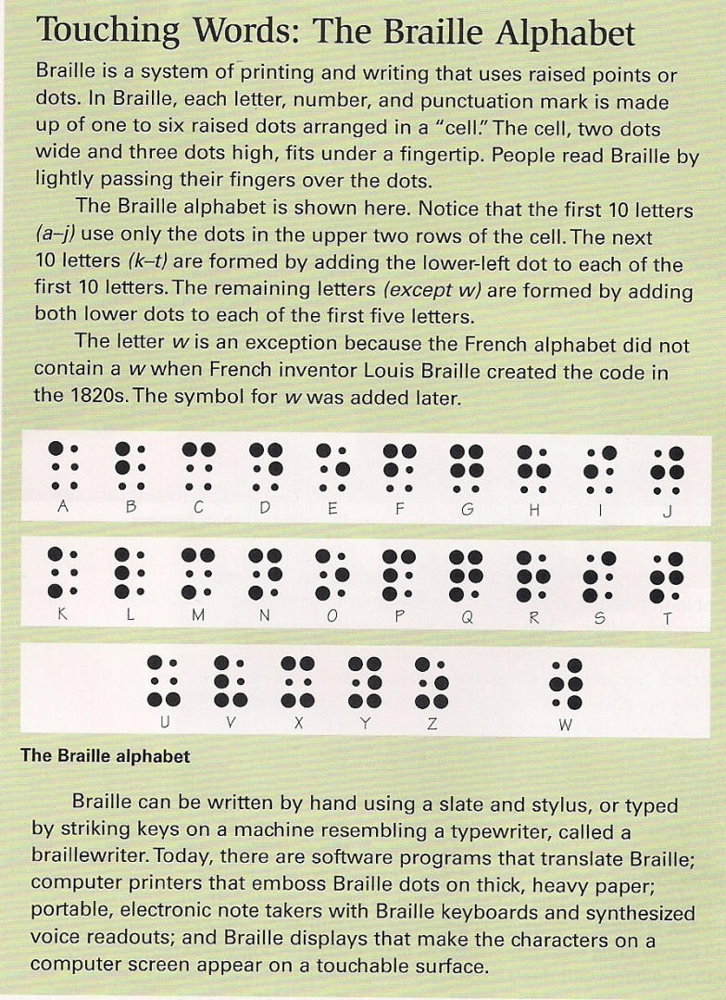 Touching Words: The Braille Alphabet
Braille is a system of printing and writing that uses raised points or
dots. In Braille, each letter, number, and punctuation mark is made
up of one to six raised dots arranged in a “cell.” The cell, two dots
wide and three dots high, fits under a fingertip. People read Braille by
lightly passing their fingers over the dots.
The Braille alphabet is shown here. Notice that the first 10 letters
(a–j) use only the dots in the upper two rows of the cell. The next
10 letters (k–t) are formed by adding the lower-left dot to each of the
first 10 letters. The remaining letters (except w) are formed by adding
both lower dots to each of the first five letters.
The letter w is an exception because the French alphabet did not
contain a w when French inventor Louis Braille created the code in
the 1820s. The symbol for w was added later.
A B C D E F G H I J
K L M N O P Q R S T
U V X Y Z W
The Braille alphabet
Braille can be written by hand using a slate and stylus, or typed
by striking keys on a machine resembling a typewriter, called a
braillewriter. Today, there are software programs that translate Braille;
computer printers that emboss Braille dots on thick, heavy paper;
portable, electronic note takers with Braille keyboards and synthesized
voice readouts; and Braille displays that make the characters on a
computer screen appear on a touchable surface.